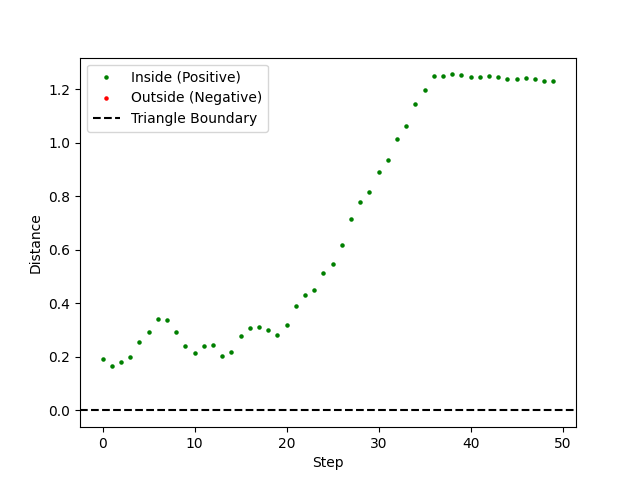 Inside (Positive)
Outside (Negative)
Triangle Boundary
1.2
1.0
0.8
0.6
0.4
0.2
0.0
Distance
0 10 20 30 40 50
Step